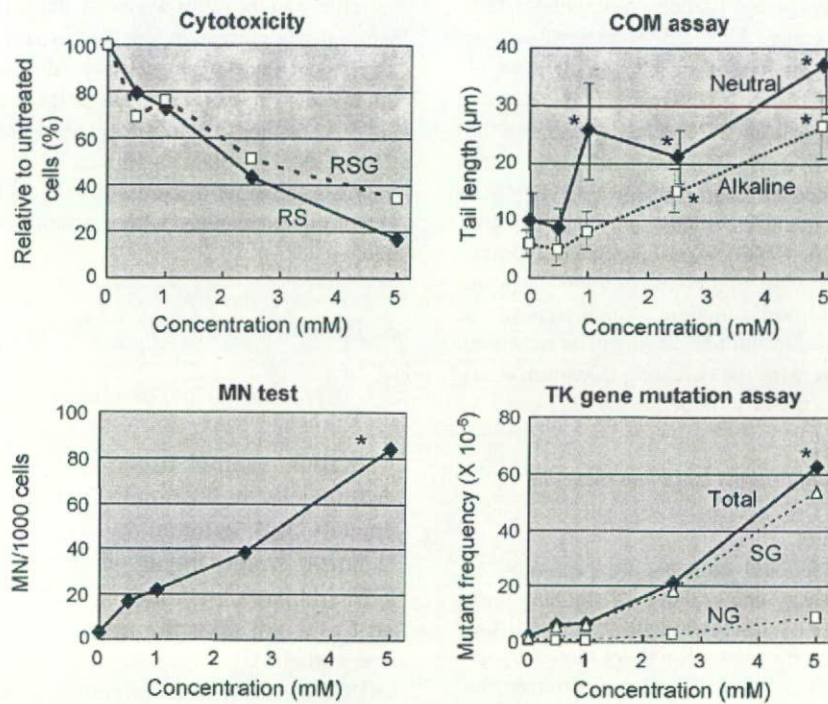 Cytotoxicity
Relative to untreated cells (%)
100
80
60
40
20
0
RSG
RS
0 1 2 3 4 5
Concentration (mM)
COM assay
Tail length (µm)
40
30
20
10
0
Neutral
Alkaline
*
*
*
*
*
0 1 2 3 4 5
Concentration (mM)
MN test
MN/1000 cells
100
80
60
40
20
0
*
0 1 2 3 4 5
Concentration (mM)
TK gene mutation assay
Mutant frequency (X 10⁻⁶)
80
60
40
20
0
*
Total
SG
NG
0 1 2 3 4 5
Concentration (mM)